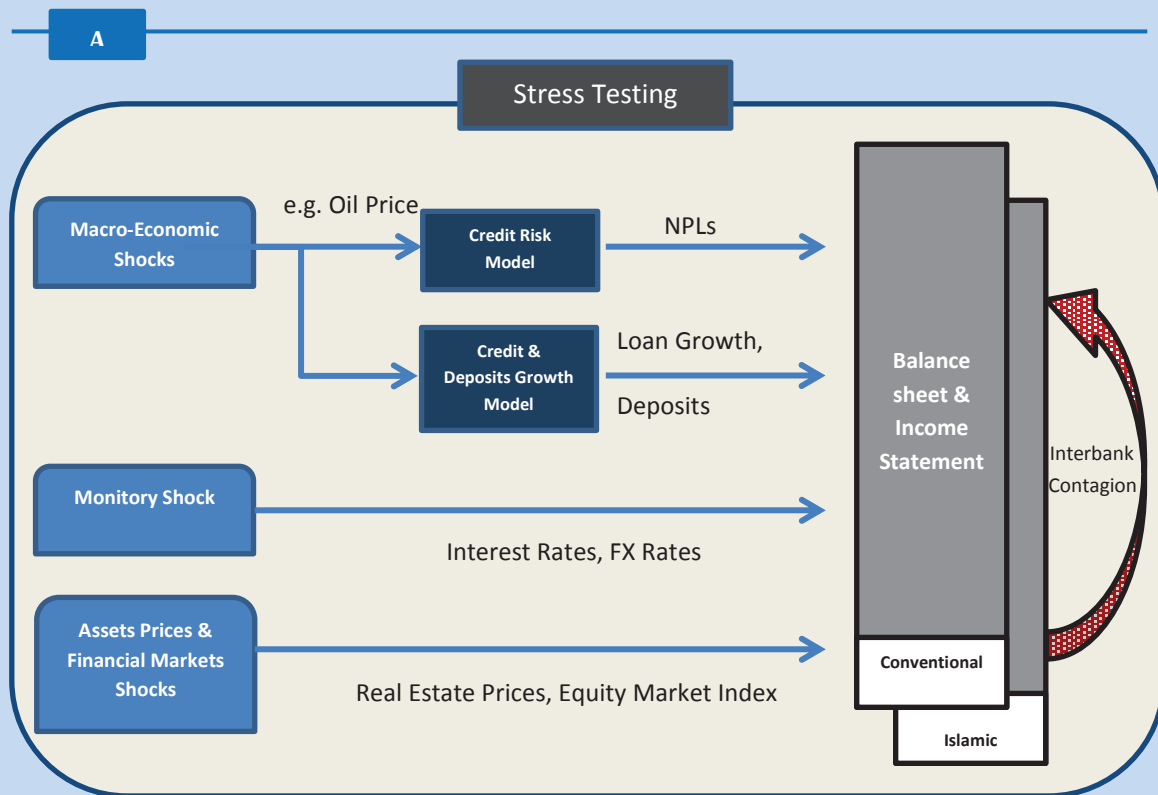 A
Stress Testing
e.g. Oil Price
Macro-Economic
Shocks
Credit Risk
Model
NPLs
Credit &
Deposits Growth
Model
Loan Growth,
Deposits
Balance
sheet &
Income
Statement
Interbank
Contagion
Monitory Shock
Interest Rates, FX Rates
Assets Prices &
Financial Markets
Shocks
Real Estate Prices, Equity Market Index
Conventional
Islamic